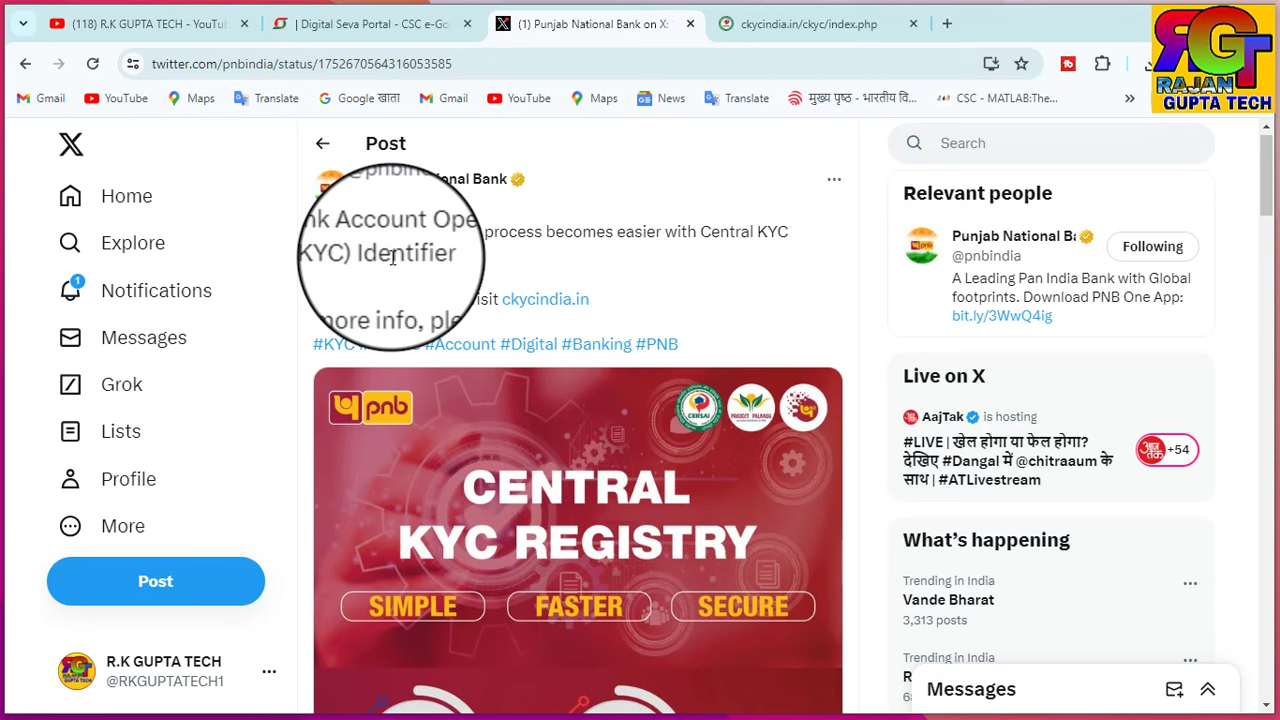 (118) R.K GUPTA TECH - YouTu
| Digital Seva Portal - CSC e-Go
(1) Punjab National Bank on X:
ckycindia.in/ckyc/index.php
twitter.com/pnbindia/status/1752670564316053585
Gmail
YouTube
Maps
Translate
Google खाता
Gmail
YouTube
Maps
News
Translate
मुख्य पृष्ठ - भारतीय वि...
CSC - MATLAB:The...
RGT
RAJAN
GUPTA TECH
X
Home
Explore
1
Notifications
Messages
Grok
Lists
Profile
More
Post
R.K GUPTA TECH
@RKGUPTATECH1
Post
onal Bank
@pnbin
nk Account Ope process becomes easier with Central KYC
KYC) Identifier
isit ckycindia.in
more info, ple
#KYC #Account #Digital #Banking #PNB
pnb
CERSAI
CENTRAL
KYC REGISTRY
SIMPLE
FASTER
SECURE
Search
Relevant people
Punjab National Ba
@pnbindia
Following
A Leading Pan India Bank with Global
footprints. Download PNB One App:
bit.ly/3WwQ4ig
Live on X
AajTak is hosting
#LIVE | खेल होगा या फेल होगा?
देखिए #Dangal में @chitraaum के
साथ | #ATLivestream
+54
What's happening
Trending in India
Vande Bharat
3,313 posts
Trending in India
Messages